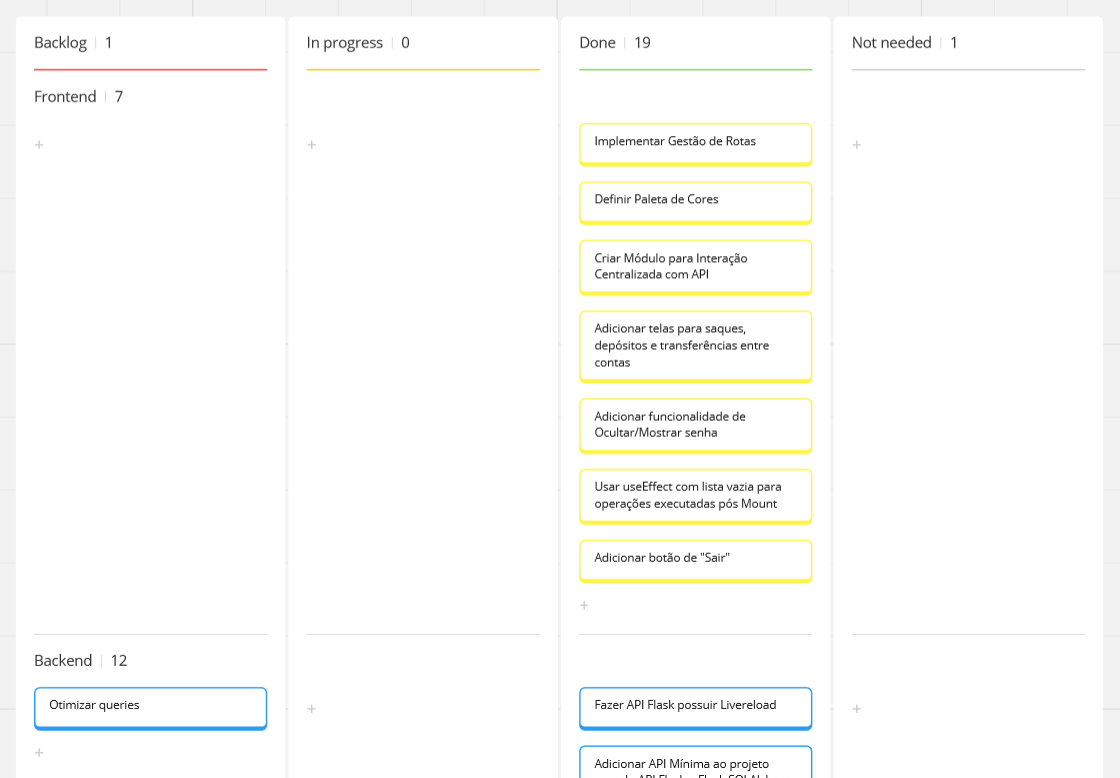 Backlog 1
In progress 0
Done 19
Not needed 1
Frontend 7
Implementar Gestão de Rotas
Definir Paleta de Cores
Criar Módulo para Interação
Centralizada com API
Adicionar telas para saques,
depósitos e transferências entre
contas
Adicionar funcionalidade de
Ocultar/Mostrar senha
Usar useEffect com lista vazia para
operações executadas pós Mount
Adicionar botão de "Sair"
Backend 12
Otimizar queries
Fazer API Flask possuir Livereload
Adicionar API Mínima ao projeto